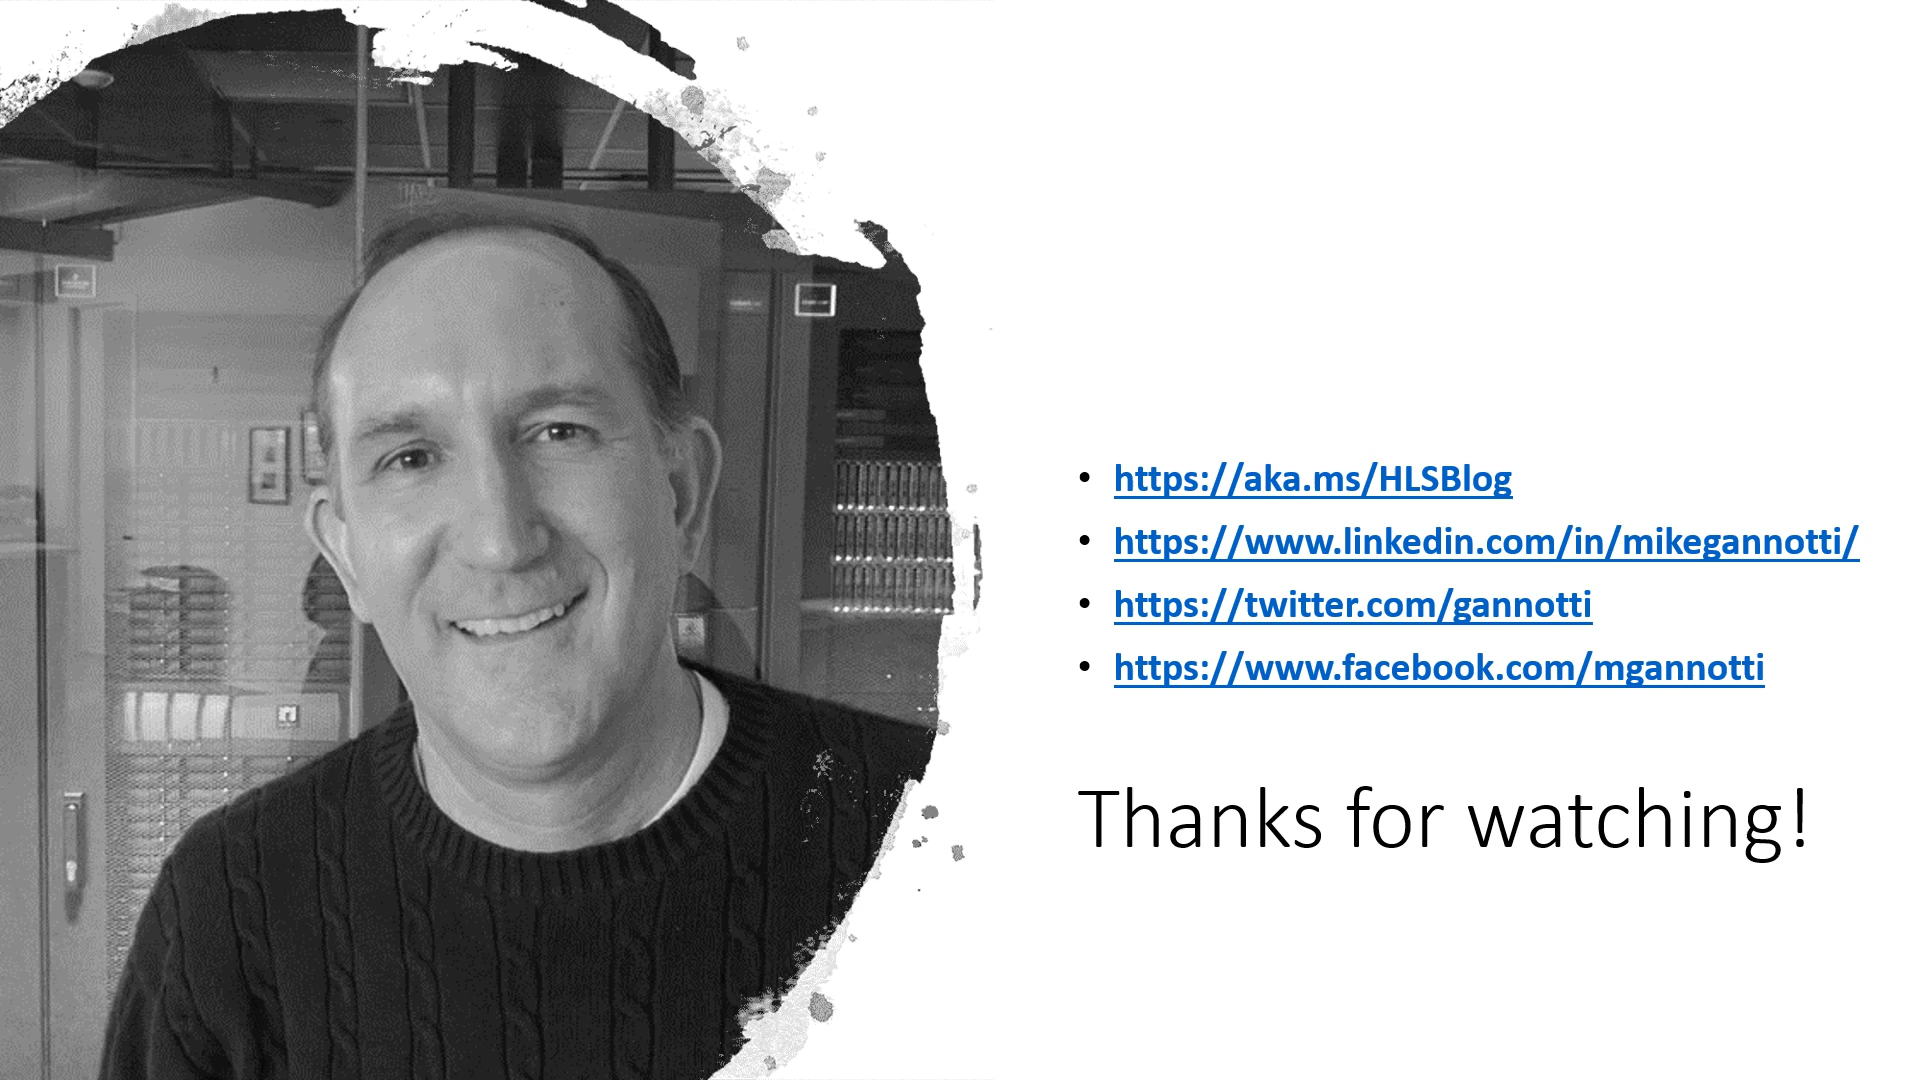 • https://aka.ms/HLSBlog
• https://www.linkedin.com/in/mikegannotti/
• https://twitter.com/gannotti
• https://www.facebook.com/mgannotti
Thanks for watching!